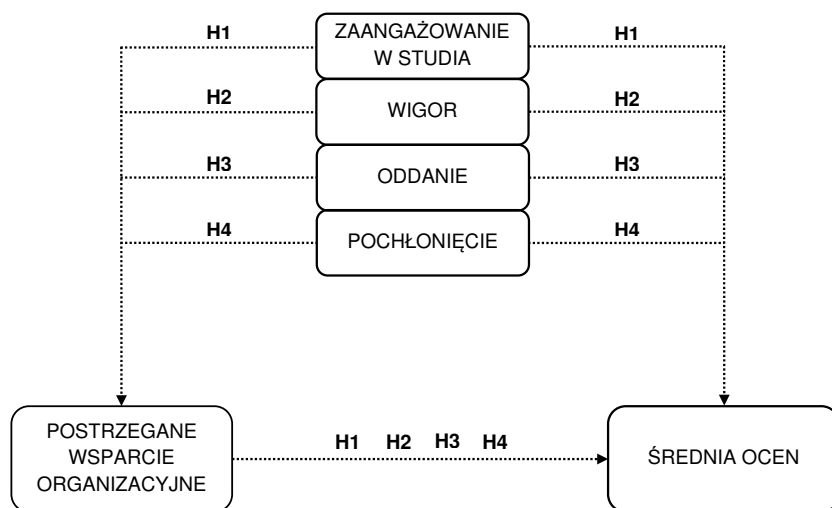 H1 ZAANGAŻOWANIE W STUDIA H1
H2 WIGOR H2
H3 ODDANIE H3
H4 POCHŁONIĘCIE H4
POSTRZEGANE
WSPARCIE
ORGANIZACYJNE
H1 H2 H3 H4
ŚREDNIA OCEN